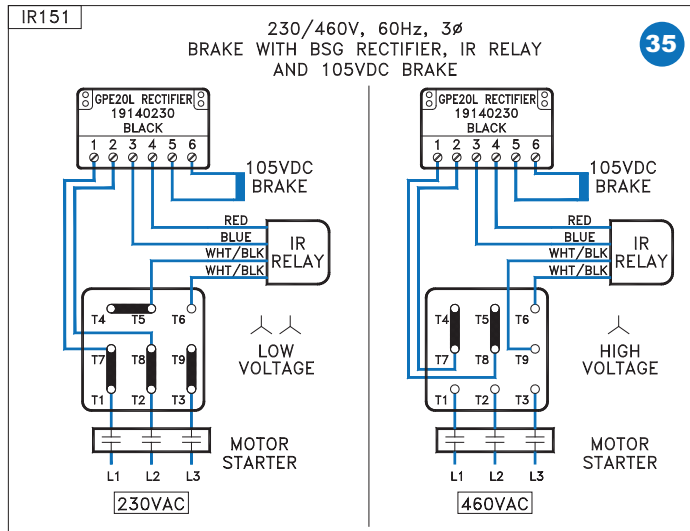 IR151
230/460V, 60Hz, 3ø
BRAKE WITH BSG RECTIFIER, IR RELAY
AND 105VDC BRAKE
35
GPE20L RECTIFIER
19140230
BLACK
1 2 3 4 5 6
105VDC
BRAKE
RED
BLUE
WHT/BLK
WHT/BLK
IR
RELAY
T4 T5 T6
T7 T8 T9
T1 T2 T3
LOW
VOLTAGE
MOTOR
STARTER
L1 L2 L3
230VAC
GPE20L RECTIFIER
19140230
BLACK
1 2 3 4 5 6
105VDC
BRAKE
RED
BLUE
WHT/BLK
WHT/BLK
IR
RELAY
T4 T5 T6
T7 T8 T9
T1 T2 T3
HIGH
VOLTAGE
MOTOR
STARTER
L1 L2 L3
460VAC